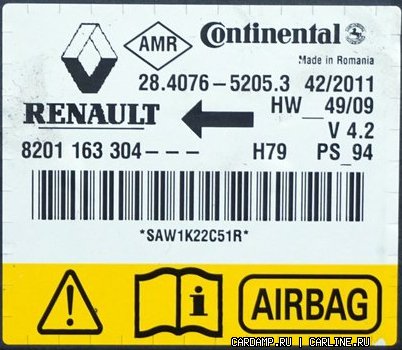 AMR
Continental
Made in Romania
28.4076-5205.3 42/2011
RENAULT
HW_49/09
V 4.2
8201 163 304--- H79 PS_94
*SAW1K22C51R*
i
AIRBAG
CARDAMP.RU | CARLINE.RU